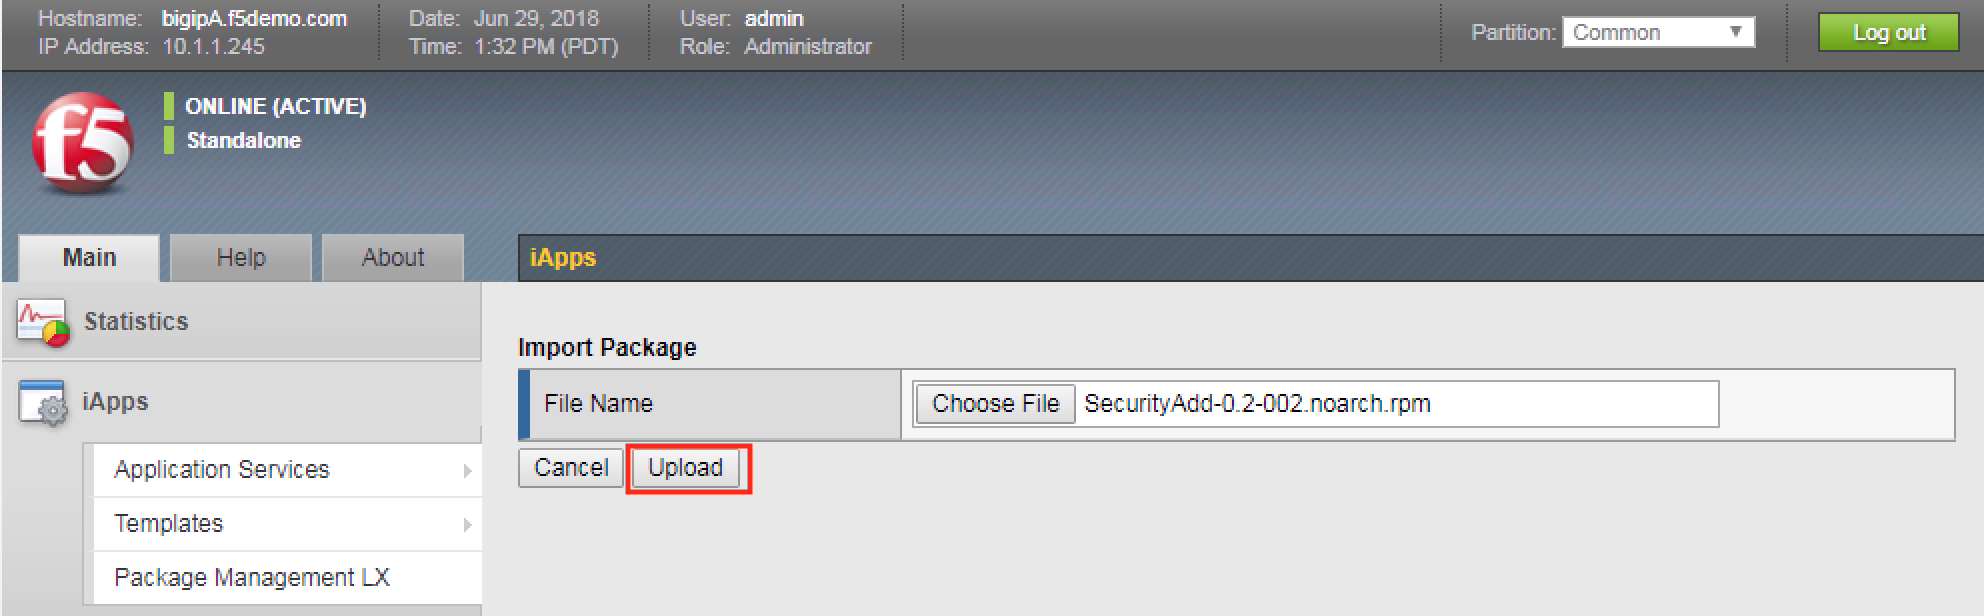 Hostname: bigipA.f5demo.com Date: Jun 29, 2018 User: admin
IP Address: 10.1.1.245 Time: 1:32 PM (PDT) Role: Administrator
Partition: Common Log out
f5
ONLINE (ACTIVE)
Standalone
Main Help About iApps
Statistics
Import Package
iApps
File Name Choose File SecurityAdd-0.2-002.noarch.rpm
Cancel Upload
Application Services
Templates
Package Management LX